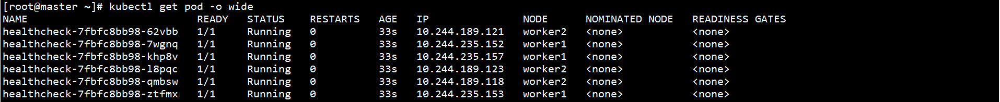 [root@master ~]# kubectl get pod -o wide
NAME                           READY   STATUS    RESTARTS   AGE   IP               NODE      NOMINATED NODE   READINESS GATES
healthcheck-7fbfc8bb98-62vbb   1/1     Running   0          33s   10.244.189.121   worker2   <none>           <none>
healthcheck-7fbfc8bb98-7wgnq   1/1     Running   0          33s   10.244.235.152   worker1   <none>           <none>
healthcheck-7fbfc8bb98-khp8v   1/1     Running   0          33s   10.244.235.157   worker1   <none>           <none>
healthcheck-7fbfc8bb98-l8pqc   1/1     Running   0          33s   10.244.189.123   worker2   <none>           <none>
healthcheck-7fbfc8bb98-qmbsw   1/1     Running   0          33s   10.244.189.118   worker2   <none>           <none>
healthcheck-7fbfc8bb98-ztfmx   1/1     Running   0          33s   10.244.235.153   worker1   <none>           <none>